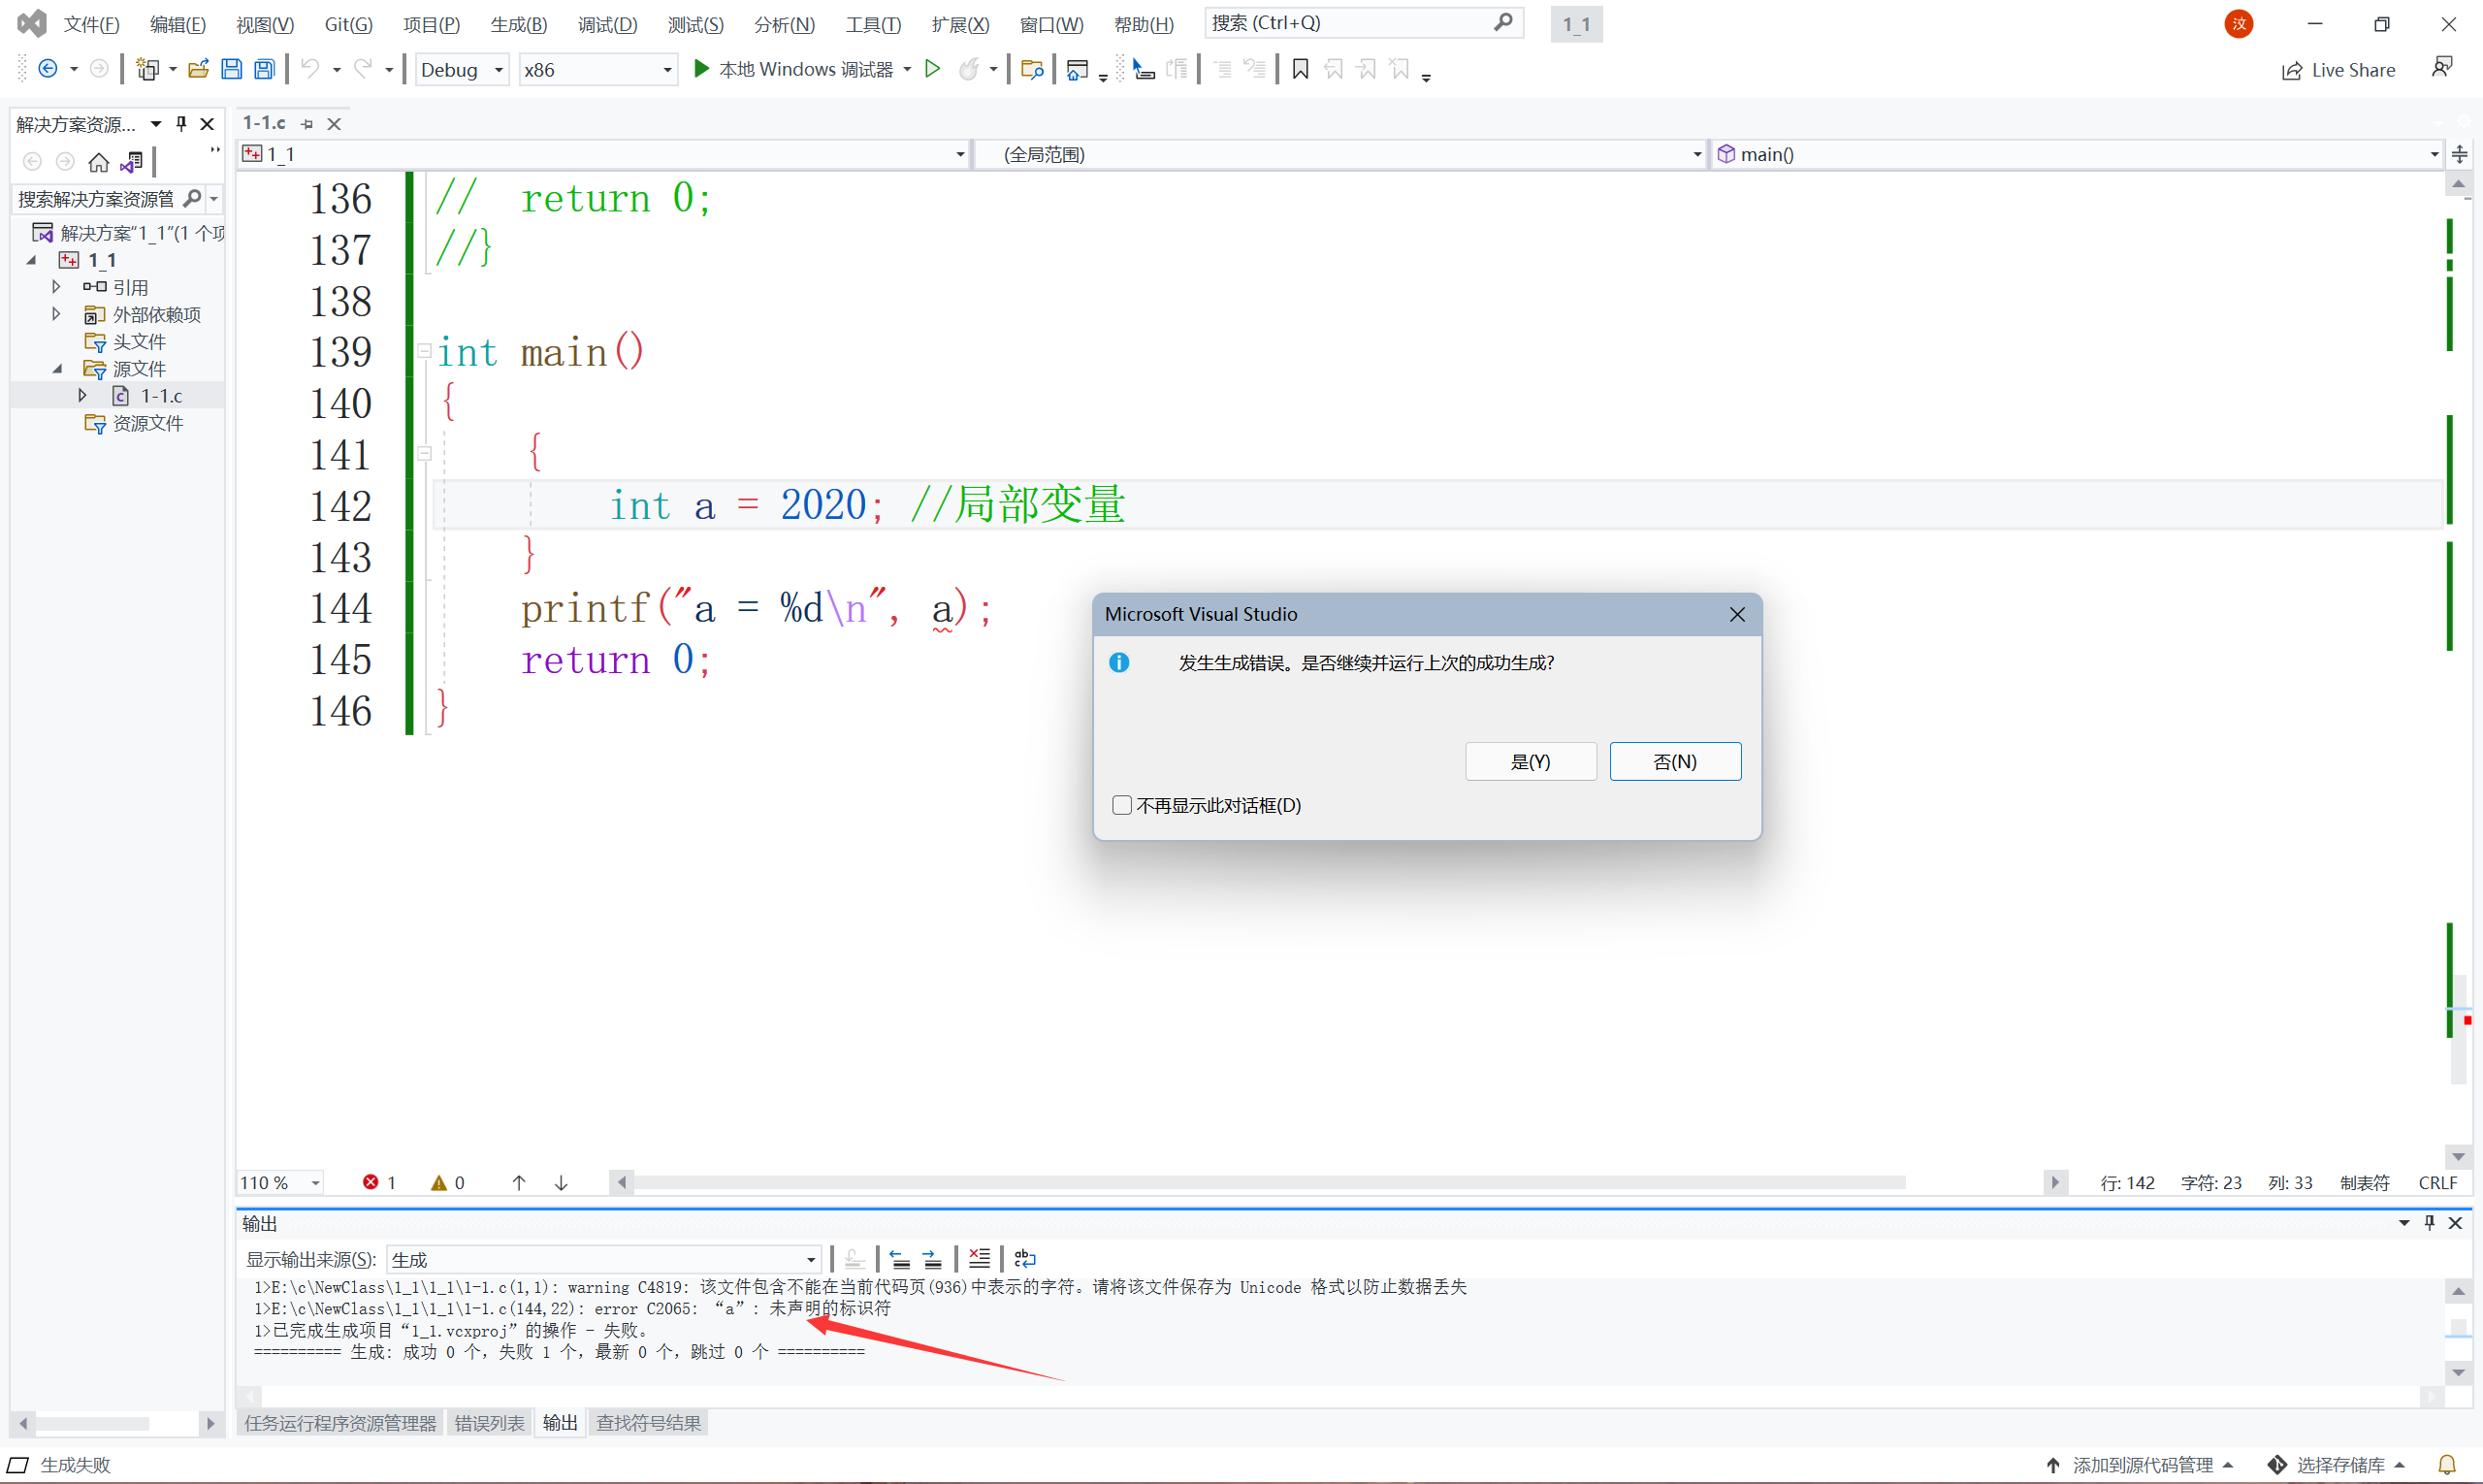 文件(F) 编辑(E) 视图(V) Git(G) 项目(P) 生成(B) 调试(D) 测试(S) 分析(N) 工具(T) 扩展(X) 窗口(W) 帮助(H) 搜索 (Ctrl+Q) 1_1 汶
Debug x86 本地 Windows 调试器 Live Share
解决方案资源...
搜索解决方案资源管
解决方案"1_1"(1 个项
1_1
引用
外部依赖项
头文件
源文件
1-1.c
资源文件
1-1.c
1_1 (全局范围) main()
136 // return 0;
137 //}
138
139 int main()
140 {
141 {
142 int a = 2020; //局部变量
143 }
144 printf("a = %d\n", a);
145 return 0;
146 }
Microsoft Visual Studio
发生生成错误。是否继续并运行上次的成功生成?
是(Y) 否(N)
不再显示此对话框(D)
110 % 1 0 行: 142 字符: 23 列: 33 制表符 CRLF
输出
显示输出来源(S): 生成
1>E:\c\NewClass\1_1\1_1\1-1.c(1,1): warning C4819: 该文件包含不能在当前代码页(936)中表示的字符。请将该文件保存为 Unicode 格式以防止数据丢失
1>E:\c\NewClass\1_1\1_1\1-1.c(144,22): error C2065: “a”: 未声明的标识符
1>已完成生成项目“1_1.vcxproj”的操作 - 失败。
========== 生成: 成功 0 个，失败 1 个，最新 0 个，跳过 0 个 ==========
任务运行程序资源管理器 错误列表 输出 查找符号结果
生成失败 添加到源代码管理 选择存储库